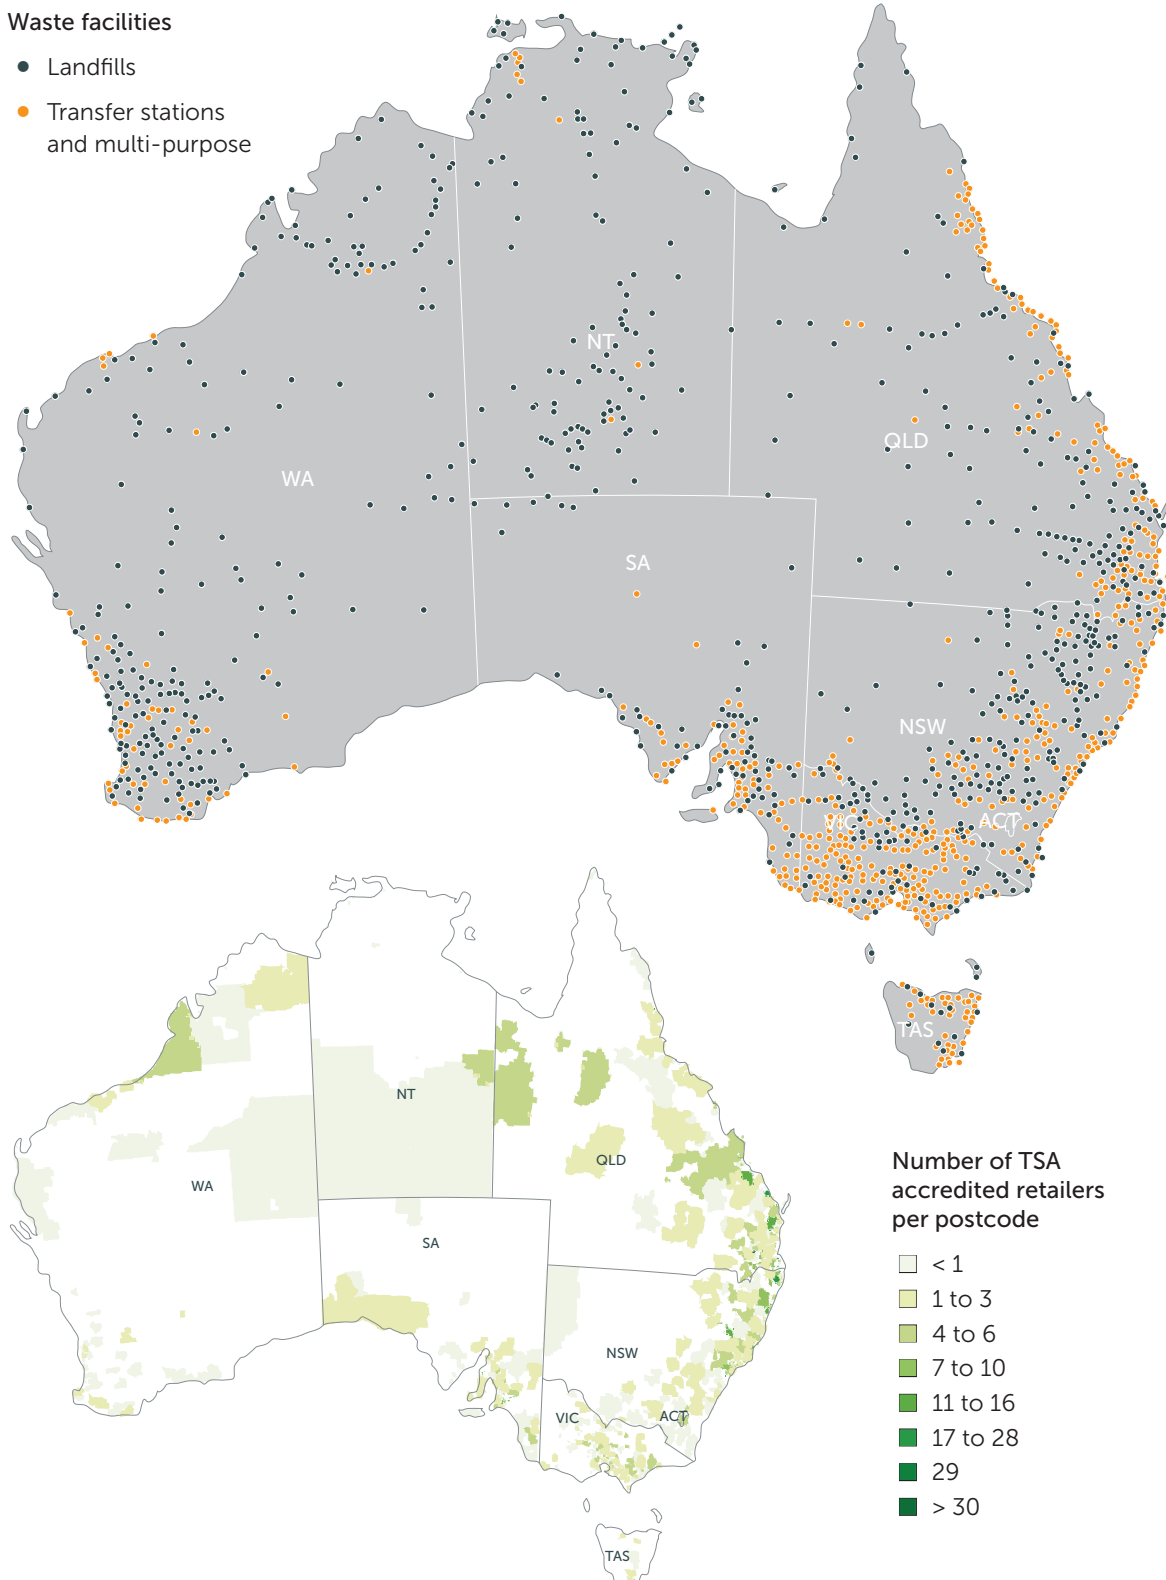 Waste facilities
Landfills
Transfer stations
and multi-purpose
NT
QLD
WA
SA
NSW
VIC
ACT
TAS
NT
QLD
WA
SA
NSW
VIC
ACT
TAS
Number of TSA
accredited retailers
per postcode
< 1
1 to 3
4 to 6
7 to 10
11 to 16
17 to 28
29
> 30